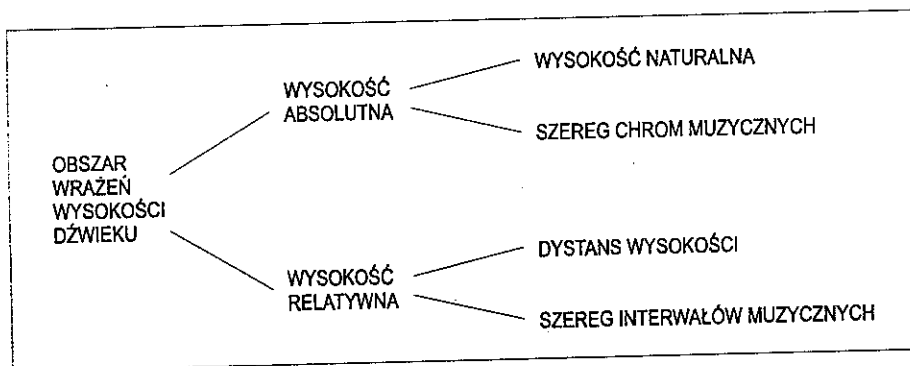 OBSZAR
WRAŻEŃ
WYSOKOŚCI
DŹWIEKU
WYSOKOŚĆ
ABSOLUTNA
WYSOKOŚĆ NATURALNA
SZEREG CHROM MUZYCZNYCH
WYSOKOŚĆ
RELATYWNA
DYSTANS WYSOKOŚCI
SZEREG INTERWAŁÓW MUZYCZNYCH